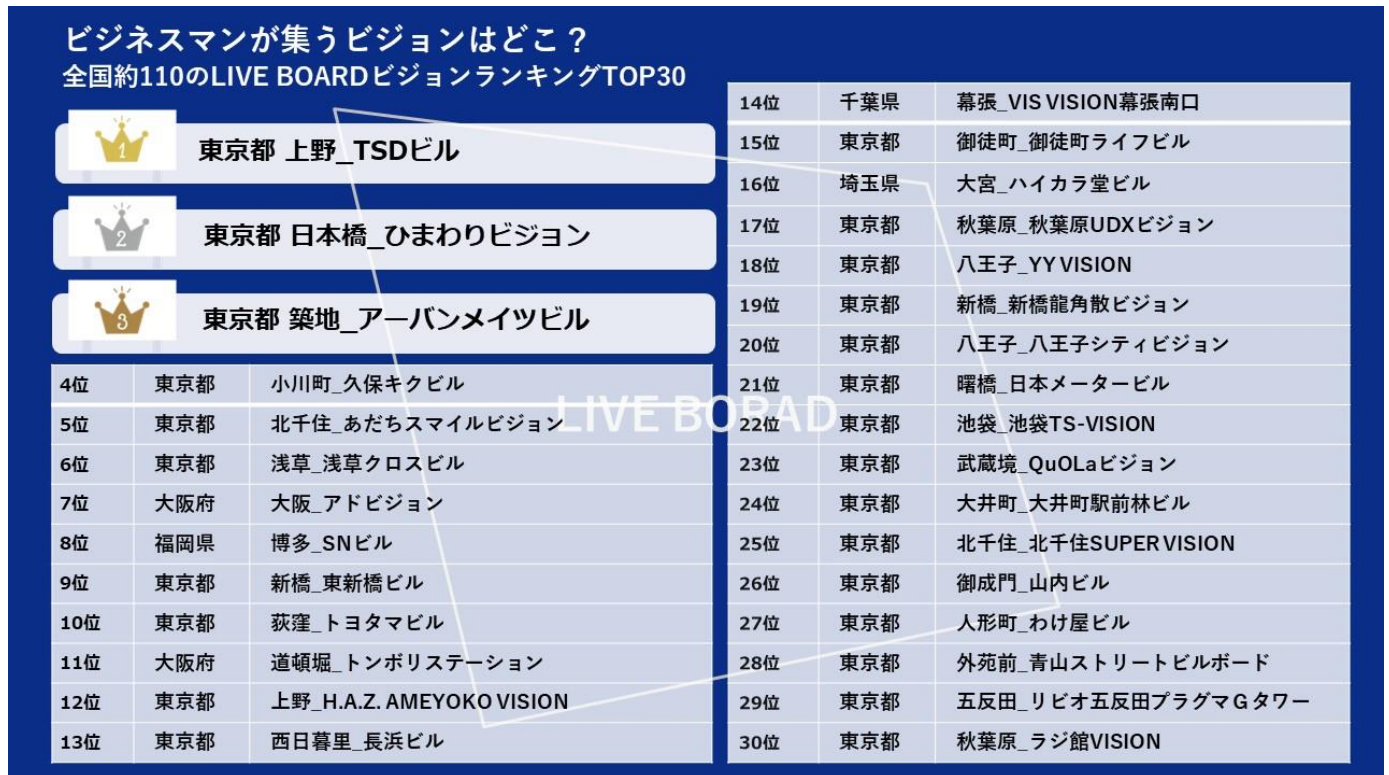 ビジネスマンが集うビジョンはどこ？
全国約110のLIVE BOARDビジョンランキングTOP30
1 東京都 上野_TSDビル
2 東京都 日本橋_ひまわりビジョン
3 東京都 築地_アーバンメイツビル
4位 東京都 小川町_久保キクビル
5位 東京都 北千住_あだちスマイルビジョン
6位 東京都 浅草_浅草クロスビル
7位 大阪府 大阪_アドビジョン
8位 福岡県 博多_SNビル
9位 東京都 新橋_東新橋ビル
10位 東京都 荻窪_トヨタマビル
11位 大阪府 道頓堀_トンボリステーション
12位 東京都 上野_H.A.Z. AMEYOKO VISION
13位 東京都 西日暮里_長浜ビル
14位 千葉県 幕張_VIS VISION幕張南口
15位 東京都 御徒町_御徒町ライフビル
16位 埼玉県 大宮_ハイカラ堂ビル
17位 東京都 秋葉原_秋葉原UDXビジョン
18位 東京都 八王子_YY VISION
19位 東京都 新橋_新橋龍角散ビジョン
20位 東京都 八王子_八王子シティビジョン
21位 東京都 曙橋_日本メータービル
22位 東京都 池袋_池袋TS-VISION
23位 東京都 武蔵境_QuOLaビジョン
24位 東京都 大井町_大井町駅前林ビル
25位 東京都 北千住_北千住SUPER VISION
26位 東京都 御成門_山内ビル
27位 東京都 人形町_わけ屋ビル
28位 東京都 外苑前_青山ストリートビルボード
29位 東京都 五反田_リビオ五反田プラグマGタワー
30位 東京都 秋葉原_ラジ館VISION
LIVE BORAD